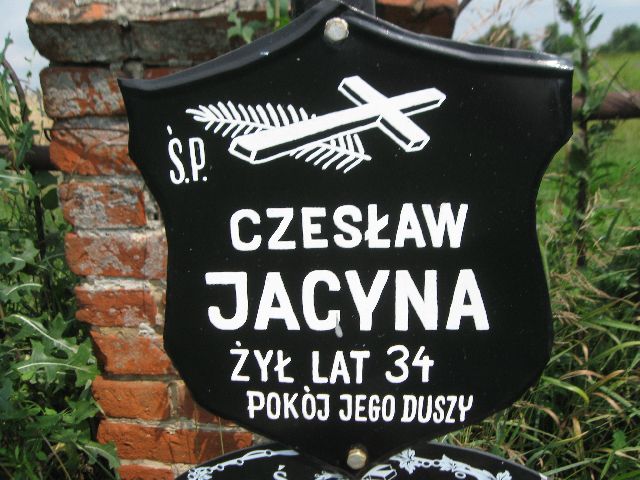 Ś.P.
CZESŁAW
JACYNA
ŻYŁ LAT 34
POKÓJ JEGO DUSZY